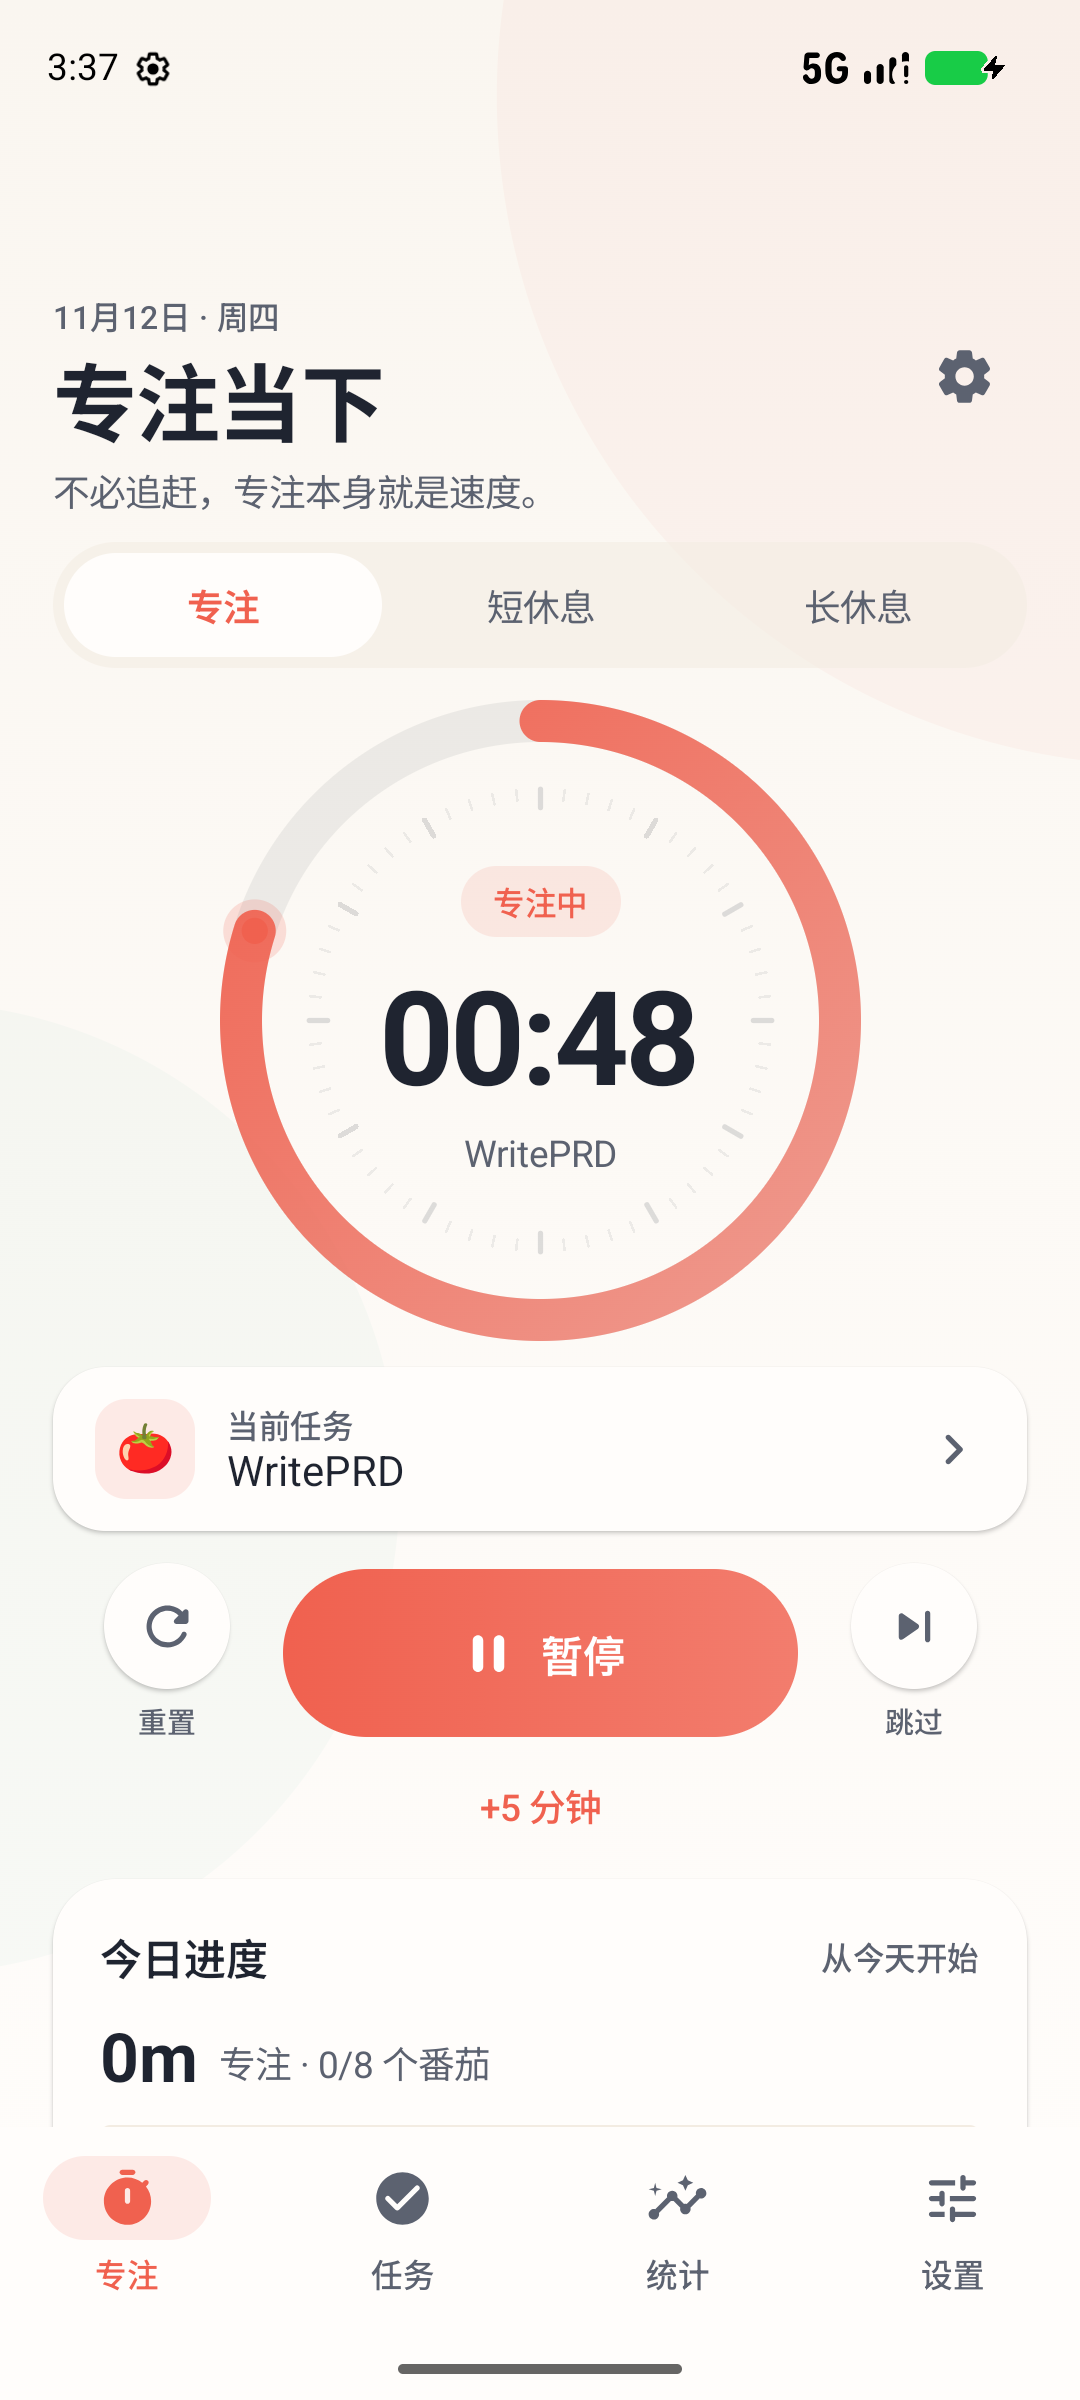 3:37
5G
11月12日 · 周四
专注当下
不必追赶，专注本身就是速度。
专注
短休息
长休息
专注中
00:48
WritePRD
当前任务
WritePRD
暂停
重置
跳过
+5 分钟
今日进度
从今天开始
0m 专注 · 0/8 个番茄
专注
任务
统计
设置